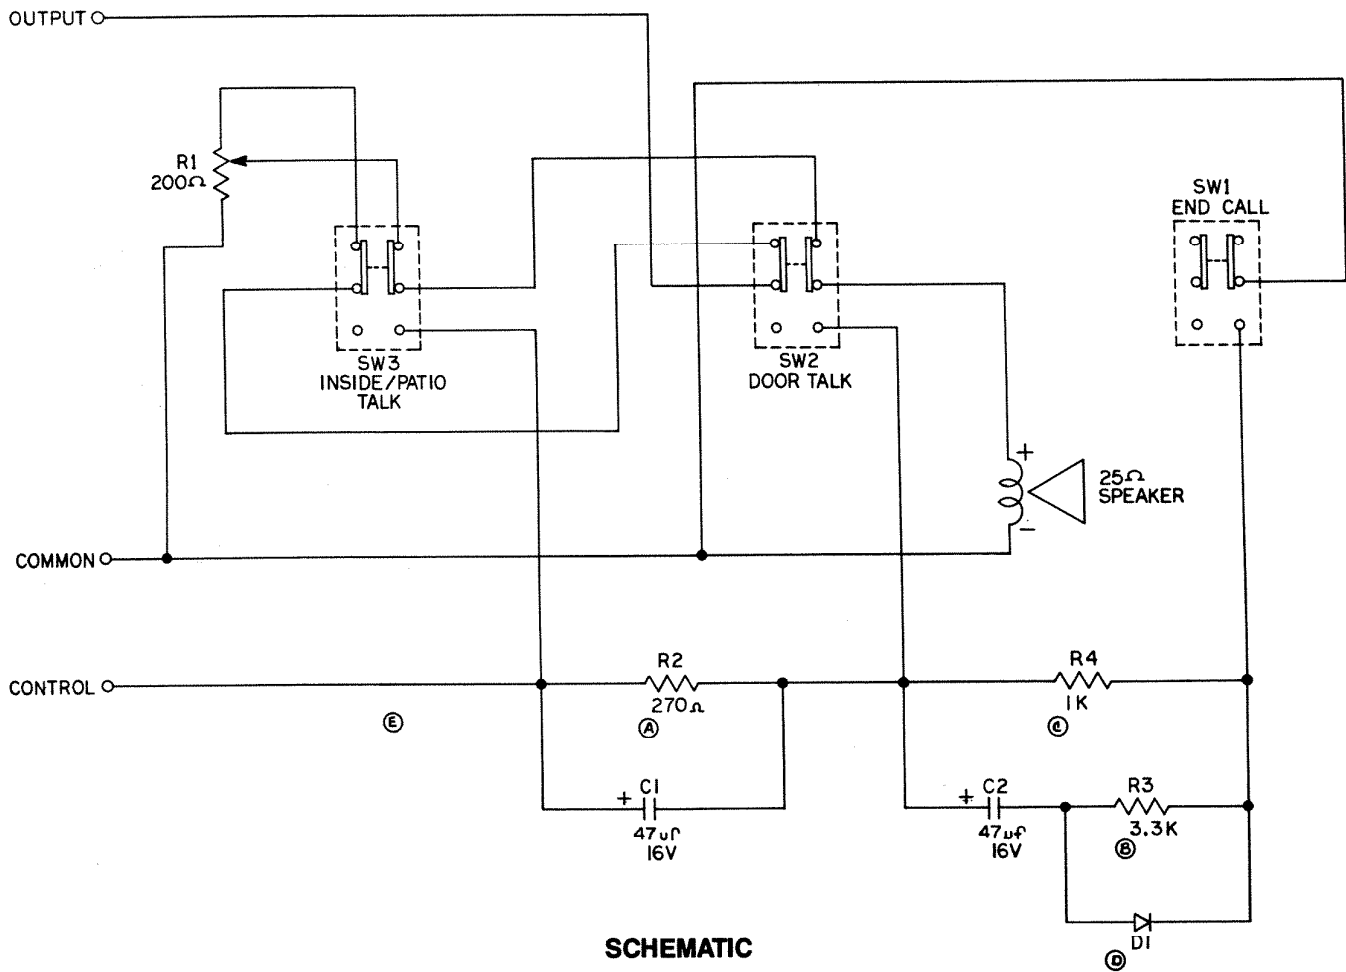 OUTPUT
R1
200Ω
SW1
END CALL
SW3
INSIDE/PATIO
TALK
SW2
DOOR TALK
+
25Ω
SPEAKER
−
COMMON
CONTROL
R2
270Ω
R4
1K
E
A
C
+ C1
47uf
16V
+ C2
47uf
16V
R3
3.3K
B
D1
D
SCHEMATIC